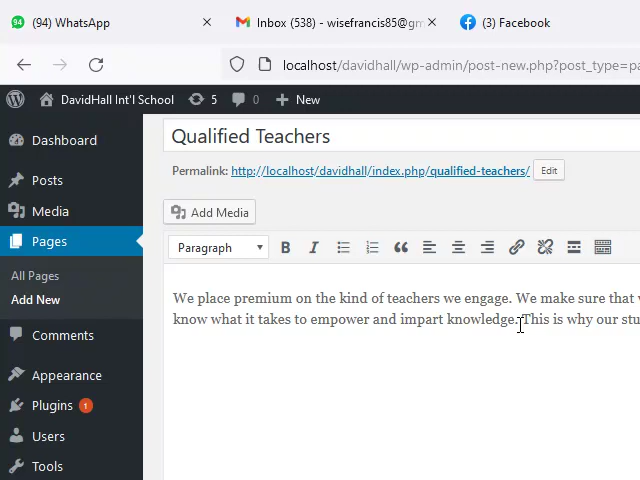 94 (94) WhatsApp × Inbox (538) - wisefrancis85@gm × (3) Facebook
localhost/davidhall/wp-admin/post-new.php?post_type=pa
DavidHall Int'l School 5 0 New
Dashboard
Posts
Media
Pages
All Pages
Add New
Comments
Appearance
Plugins 1
Users
Tools
Qualified Teachers
Permalink: http://localhost/davidhall/index.php/qualified-teachers/ Edit
Add Media
Paragraph B I
We place premium on the kind of teachers we engage. We make sure that
know what it takes to empower and impart knowledge. This is why our